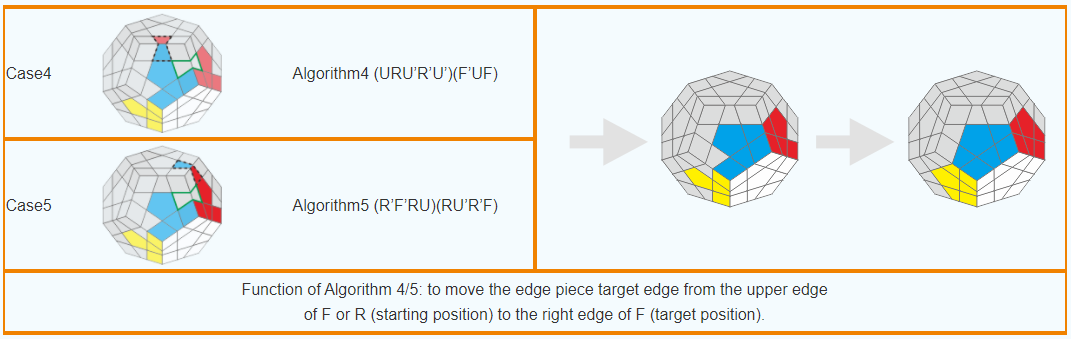 Case4
Algorithm4 (URU’R’U’)(F’UF)
Case5
Algorithm5 (R’F’RU)(RU’R’F)
Function of Algorithm 4/5: to move the edge piece target edge from the upper edge
of F or R (starting position) to the right edge of F (target position).